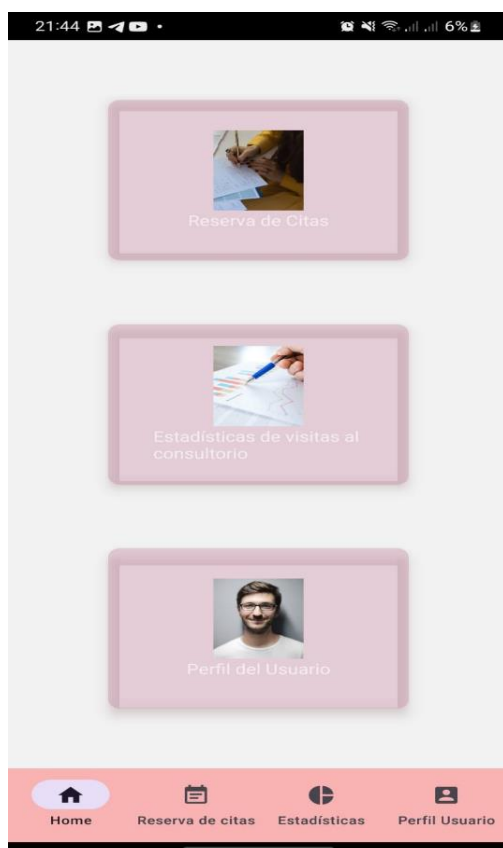 21:44
6%
Reserva de Citas
Estadísticas de visitas al
consultorio
Perfil del Usuario
Home Reserva de citas Estadísticas Perfil Usuario